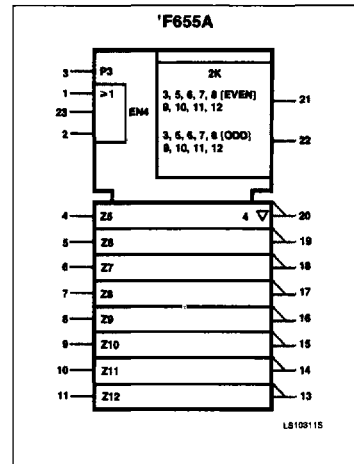 'F655A
2K
3 P3
1 >1
23 EN4
2
3, 5, 6, 7, 8 [EVEN]
9, 10, 11, 12
21
3, 5, 6, 7, 8 [ODD]
9, 10, 11, 12
22
4 Z5 4 ▽ 20
5 Z6 19
6 Z7 18
7 Z8 17
8 Z9 16
9 Z10 15
10 Z11 14
11 Z12 13
LS10311S